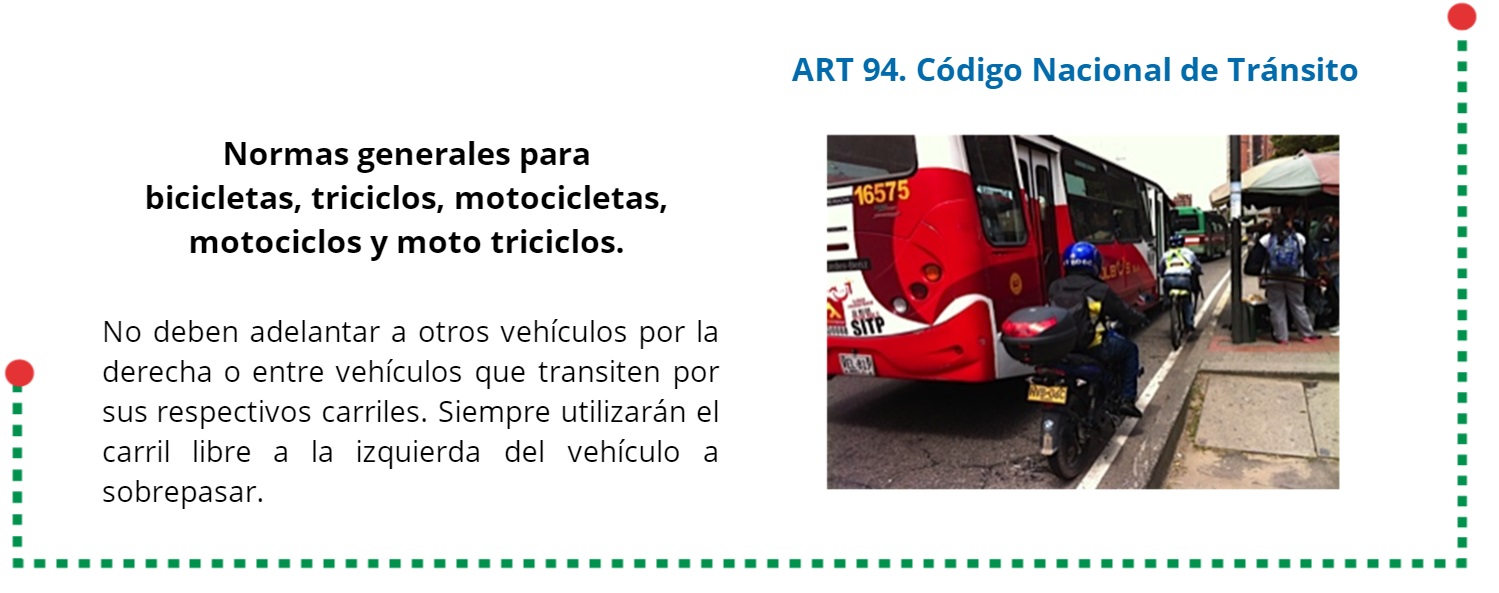 ART 94. Código Nacional de Tránsito
Normas generales para
bicicletas, triciclos, motocicletas,
motociclos y moto triciclos.
No deben adelantar a otros vehículos por la
derecha o entre vehículos que transiten por
sus respectivos carriles. Siempre utilizarán el
carril libre a la izquierda del vehículo a
sobrepasar.
16575
SITP